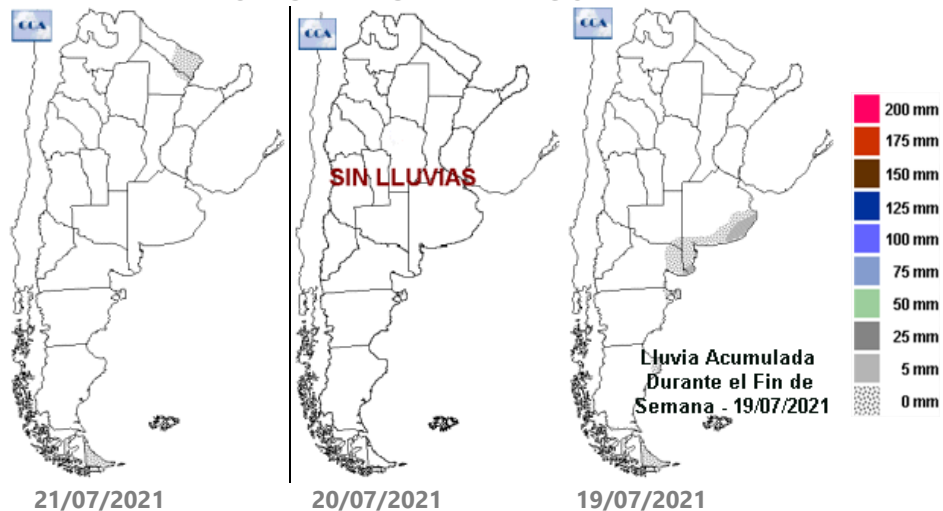 CCA
CCA
CCA
SIN LLUVIAS
200 mm
175 mm
150 mm
125 mm
100 mm
75 mm
50 mm
25 mm
5 mm
0 mm
Lluvia Acumulada
Durante el Fin de
Semana - 19/07/2021
21/07/2021
20/07/2021
19/07/2021